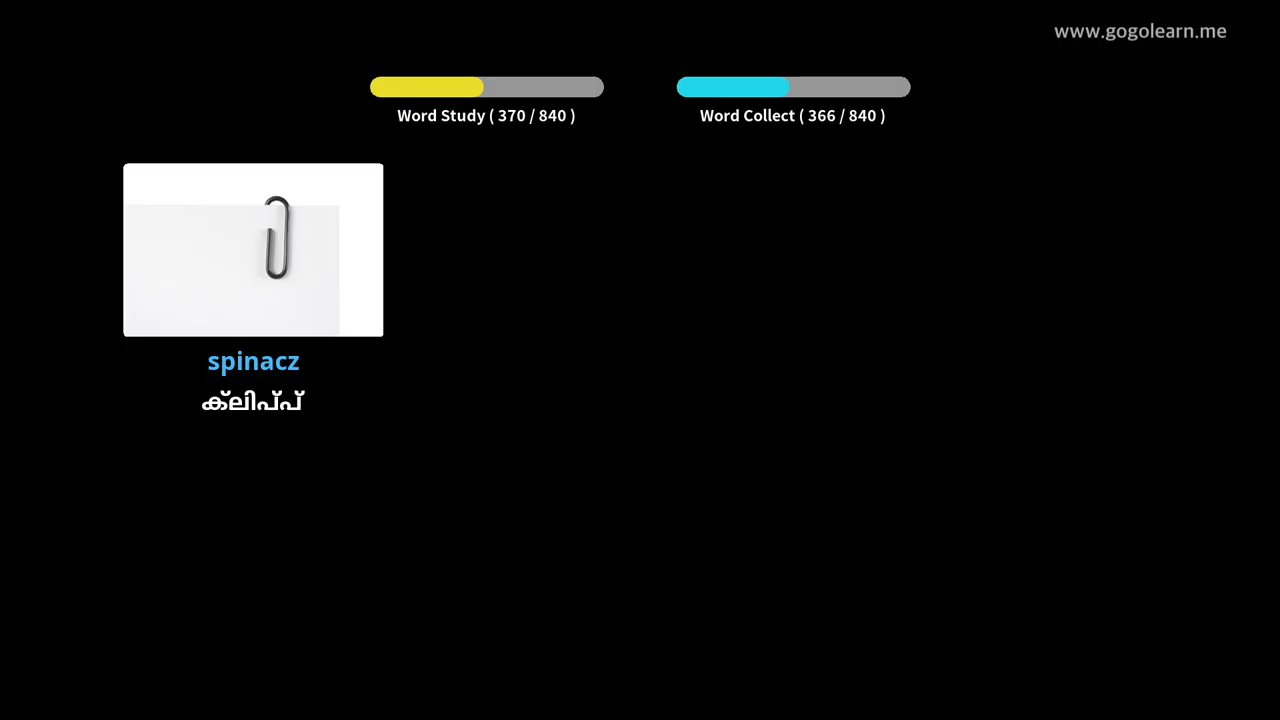 www.gogolearn.me
Word Study ( 370 / 840 )
Word Collect ( 366 / 840 )
spinacz
ക്ലിപ്പ്